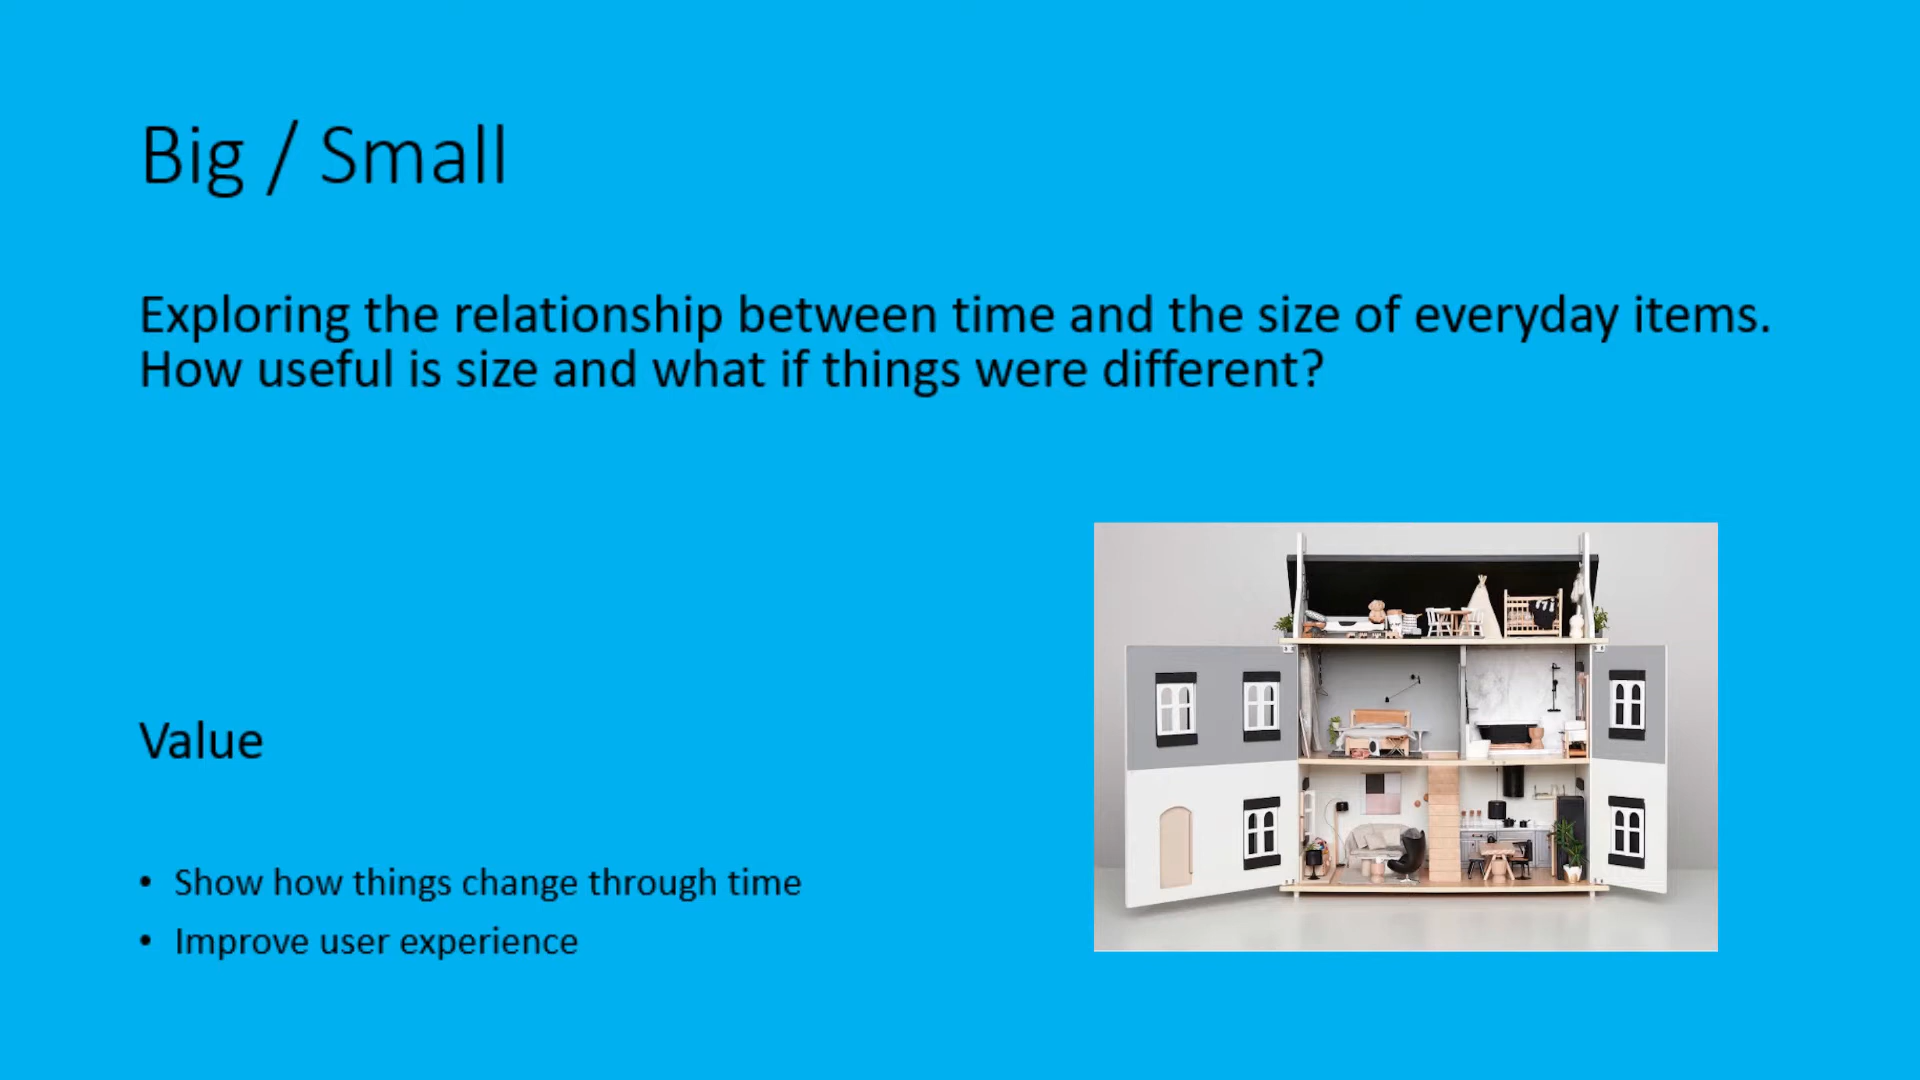 Big / Small
Exploring the relationship between time and the size of everyday items.
How useful is size and what if things were different?
Value
• Show how things change through time
• Improve user experience